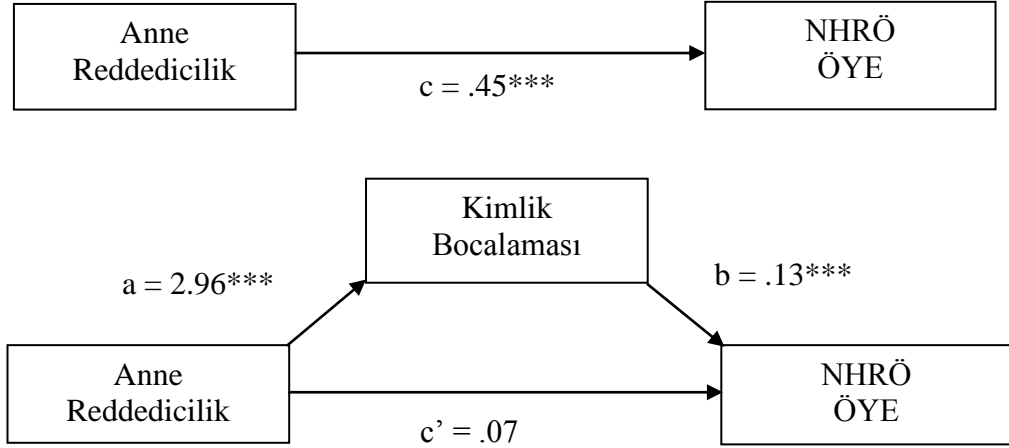 Anne
Reddedicilik
NHRÖ
ÖYE
c = .45***
Kimlik
Bocalaması
a = 2.96***
b = .13***
Anne
Reddedicilik
NHRÖ
ÖYE
c’ = .07